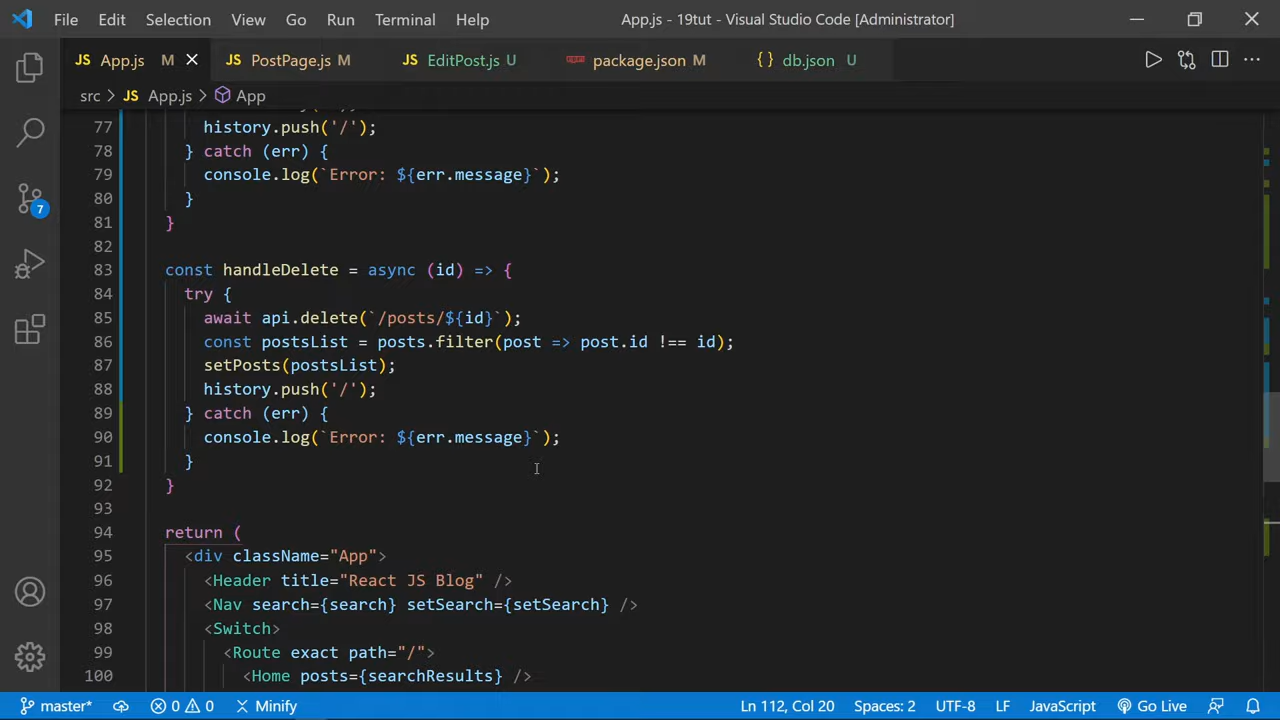 File Edit Selection View Go Run Terminal Help App.js - 19tut - Visual Studio Code [Administrator]
JS App.js M JS PostPage.js M JS EditPost.js U package.json M {} db.json U
src > JS App.js > App
77 history.push('/');
78 } catch (err) {
79 console.log(`Error: ${err.message}`);
80 }
81 }
82
83 const handleDelete = async (id) => {
84 try {
85 await api.delete(`/posts/${id}`);
86 const postsList = posts.filter(post => post.id !== id);
87 setPosts(postsList);
88 history.push('/');
89 } catch (err) {
90 console.log(`Error: ${err.message}`);
91 }
92 }
93
94 return (
95 <div className="App">
96 <Header title="React JS Blog" />
97 <Nav search={search} setSearch={setSearch} />
98 <Switch>
99 <Route exact path="/">
100 <Home posts={searchResults} />
7
master* 0 0 Minify Ln 112, Col 20 Spaces: 2 UTF-8 LF JavaScript Go Live